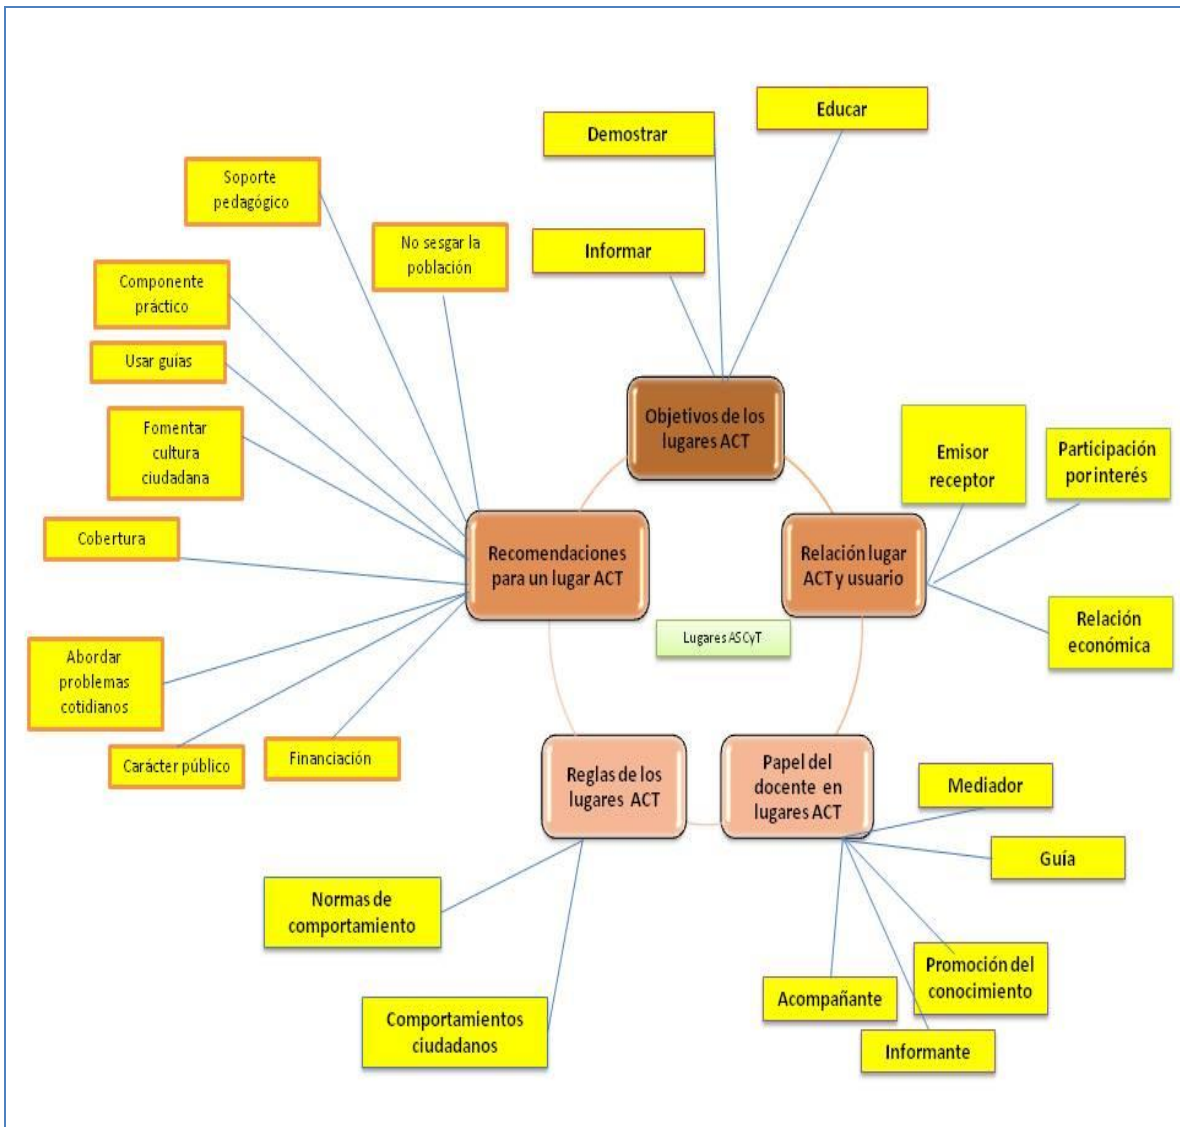 Educar
Demostrar
Soporte
pedagógico
No sesgar la
población
Informar
Componente
práctico
Usar guías
Fomentar
cultura
ciudadana
Cobertura
Abordar
problemas
cotidianos
Carácter público
Financiación
Objetivos de los
lugares ACT
Recomendaciones
para un lugar ACT
Relación lugar
ACT y usuario
Emisor
receptor
Participación
por interés
Relación
económica
Lugares ASCyT
Reglas de los
lugares ACT
Papel del
docente en
lugares ACT
Mediador
Guía
Promoción del
conocimiento
Acompañante
Informante
Normas de
comportamiento
Comportamientos
ciudadanos